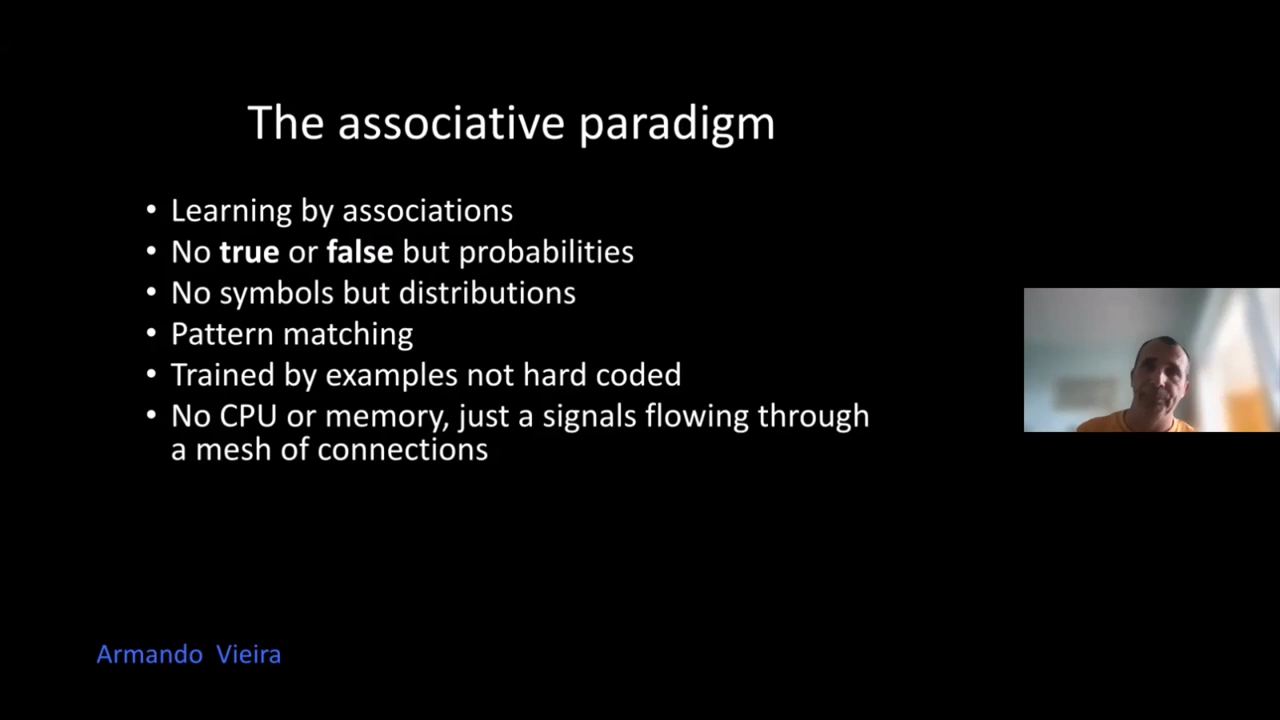 The associative paradigm
• Learning by associations
• No true or false but probabilities
• No symbols but distributions
• Pattern matching
• Trained by examples not hard coded
• No CPU or memory, just a signals flowing through
a mesh of connections
Armando Vieira